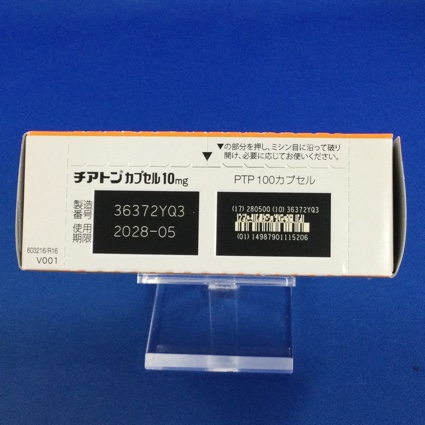 ▼の部分を押し、ミシン目に沿って破り
開け、必要に応じてお使いください。
▼
チアトンカプセル10mg
PTP 100カプセル
製造番号 36372YQ3
使用期限 2028-05
(17) 280500 (10) 36372YQ3
(01) 14987901115206
603216/R16
V001